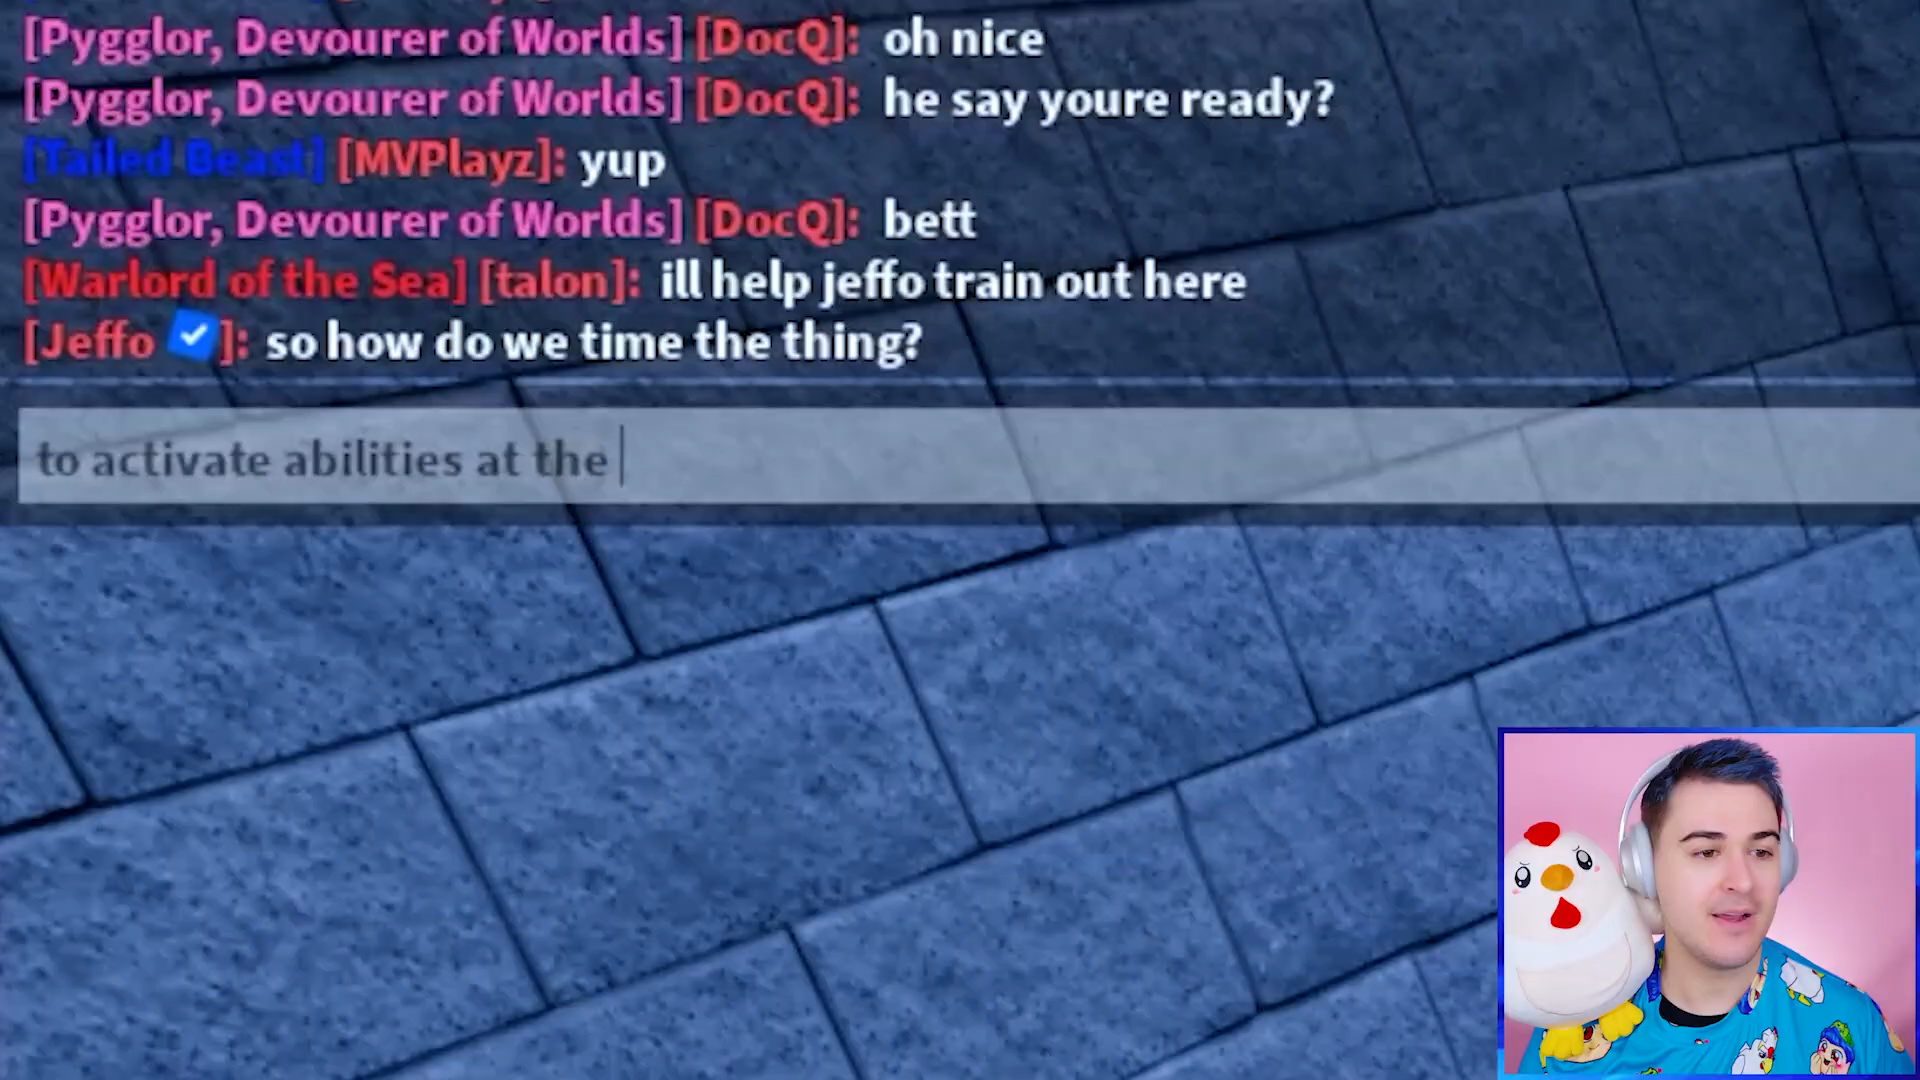 [Pygglor, Devourer of Worlds] [DocQ]: oh nice
[Pygglor, Devourer of Worlds] [DocQ]: he say youre ready?
[Tailed Beast] [MVPlayz]: yup
[Pygglor, Devourer of Worlds] [DocQ]: bett
[Warlord of the Sea] [talon]: ill help jeffo train out here
[Jeffo ✓]: so how do we time the thing?
to activate abilities at the